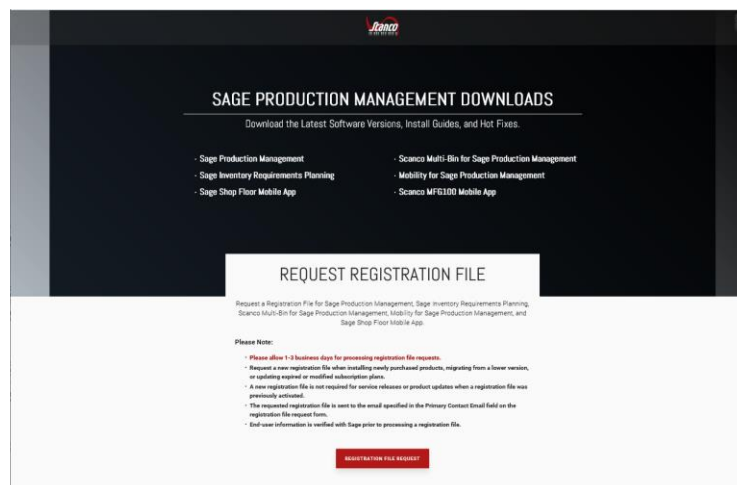 Scanco
SAGE PRODUCTION MANAGEMENT DOWNLOADS
Download the Latest Software Versions, Install Guides, and Hot Fixes.
- Sage Production Management
- Sage Inventory Requirements Planning
- Sage Shop Floor Mobile App
- Scanco Multi-Bin for Sage Production Management
- Mobility for Sage Production Management
- Scanco MFG100 Mobile App
REQUEST REGISTRATION FILE
Request a Registration File for Sage Production Management, Sage Inventory Requirements Planning,
Scanco Multi-Bin for Sage Production Management, Mobility for Sage Production Management, and
Sage Shop Floor Mobile App.
Please Note:
• Please allow 1-3 business days for processing registration file requests.
• Request a new registration file when installing newly purchased products, migrating from a lower version,
or updating expired or modified subscription plans.
• A new registration file is not required for service releases or product updates when a registration file was
previously activated.
• The requested registration file is sent to the email specified in the Primary Contact Email field on the
registration file request form.
• End-user information is verified with Sage prior to processing a registration file.
REGISTRATION FILE REQUEST